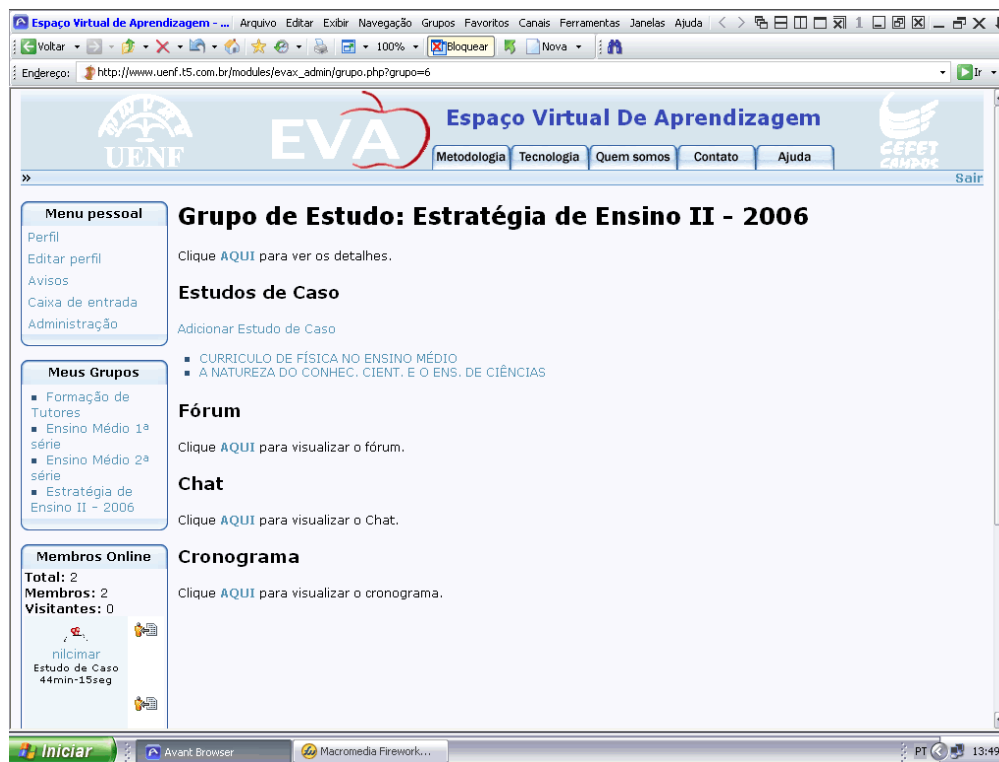 Espaço Virtual de Aprendizagem - ... Arquivo Editar Exibir Navegação Grupos Favoritos Canais Ferramentas Janelas Ajuda
Voltar 100% Bloquear Nova
Endereço: http://www.uenf.t5.com.br/modules/evax_admin/grupo.php?grupo=6 Ir
UENF
EVA
Espaço Virtual De Aprendizagem
CEFET
CAMPOS
Metodologia Tecnologia Quem somos Contato Ajuda
» Sair
Menu pessoal
Perfil
Editar perfil
Avisos
Caixa de entrada
Administração
Meus Grupos
Formação de
Tutores
Ensino Médio 1ª
série
Ensino Médio 2ª
série
Estratégia de
Ensino II - 2006
Membros Online
Total: 2
Membros: 2
Visitantes: 0
nilcimar
Estudo de Caso
44min-15seg
Grupo de Estudo: Estratégia de Ensino II - 2006
Clique AQUI para ver os detalhes.
Estudos de Caso
Adicionar Estudo de Caso
CURRICULO DE FÍSICA NO ENSINO MÉDIO
A NATUREZA DO CONHEC. CIENT. E O ENS. DE CIÊNCIAS
Fórum
Clique AQUI para visualizar o fórum.
Chat
Clique AQUI para visualizar o Chat.
Cronograma
Clique AQUI para visualizar o cronograma.
Iniciar Avant Browser Macromedia Firework... PT 13:49